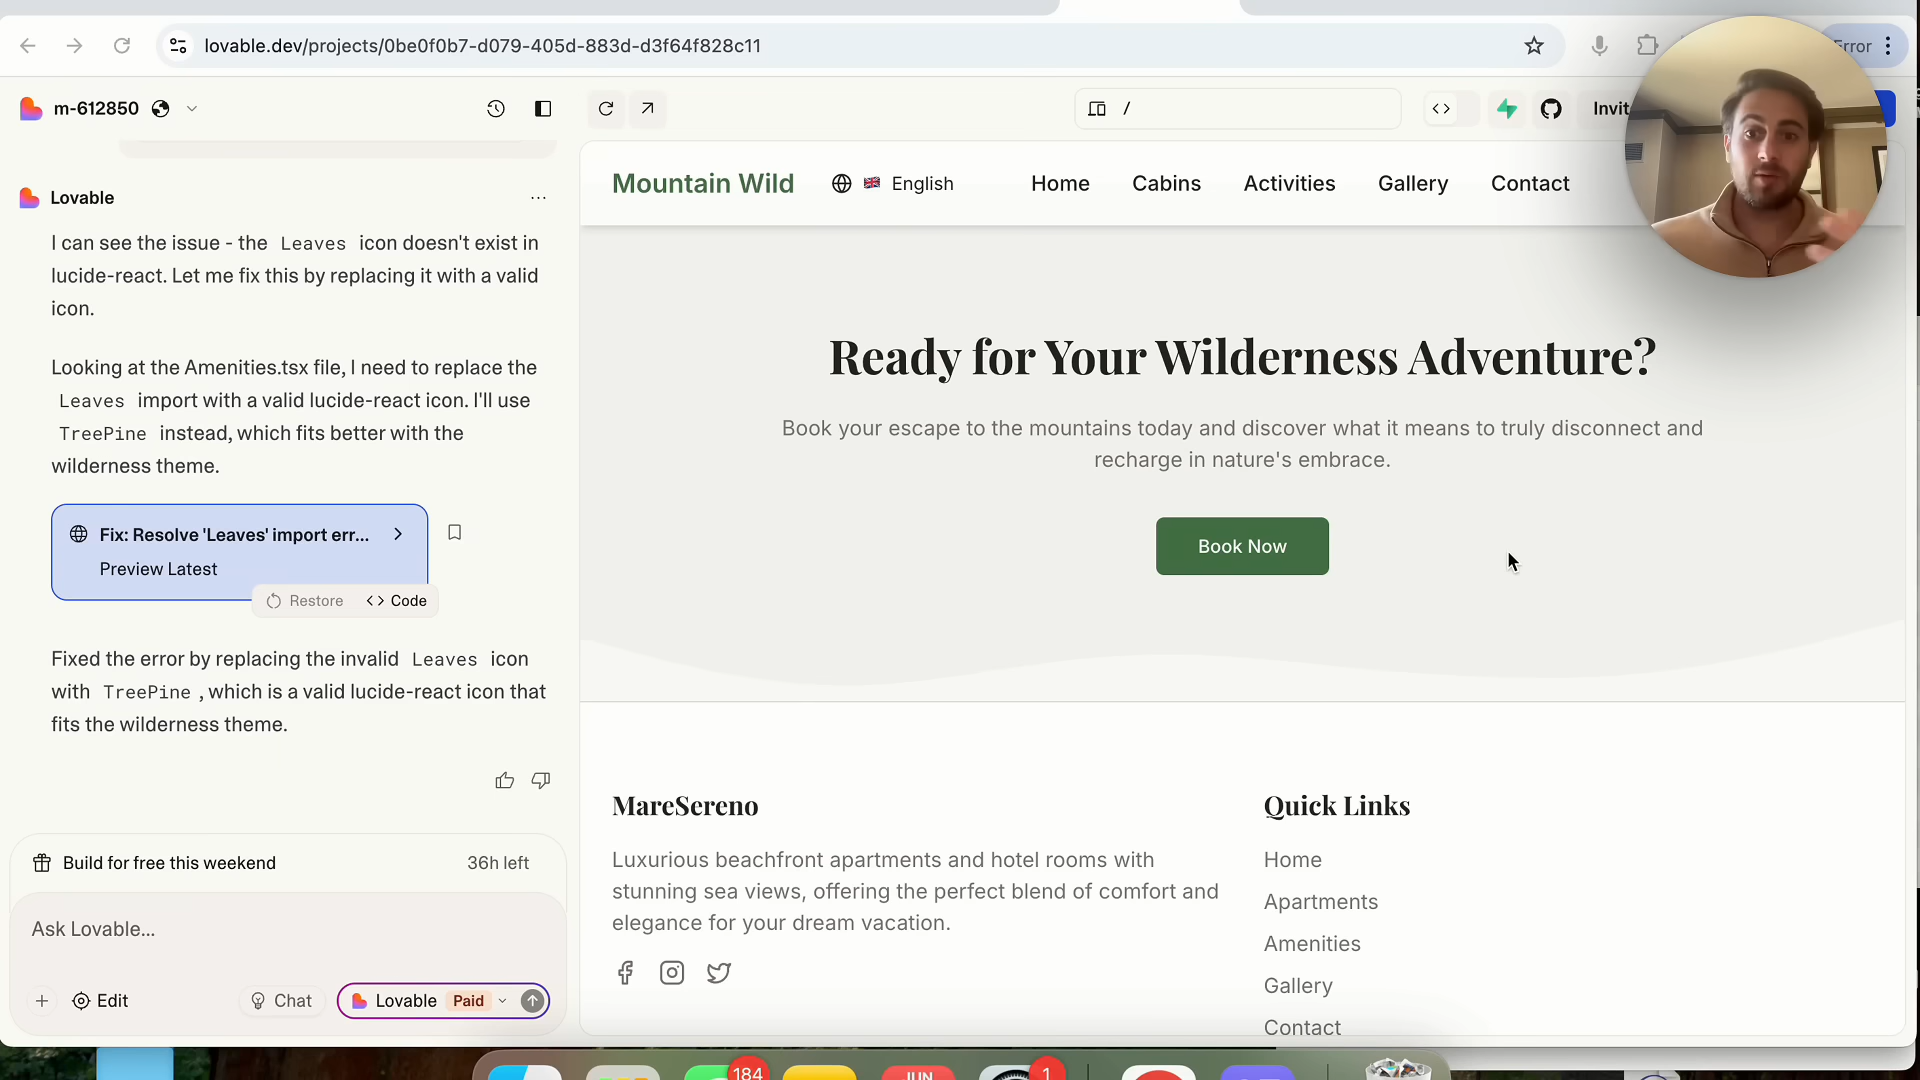 lovable.dev/projects/0be0f0b7-d079-405d-883d-d3f64f828c11
Error
m-612850
/
Invit
Lovable
I can see the issue - the Leaves icon doesn't exist in
lucide-react. Let me fix this by replacing it with a valid
icon.
Looking at the Amenities.tsx file, I need to replace the
Leaves import with a valid lucide-react icon. I'll use
TreePine instead, which fits better with the
wilderness theme.
Fix: Resolve 'Leaves' import err...
Preview Latest
Restore
Code
Fixed the error by replacing the invalid Leaves icon
with TreePine , which is a valid lucide-react icon that
fits the wilderness theme.
Build for free this weekend
36h left
Ask Lovable...
Edit
Chat
Lovable Paid
Mountain Wild
English
Home
Cabins
Activities
Gallery
Contact
Ready for Your Wilderness Adventure?
Book your escape to the mountains today and discover what it means to truly disconnect and
recharge in nature's embrace.
Book Now
MareSereno
Luxurious beachfront apartments and hotel rooms with
stunning sea views, offering the perfect blend of comfort and
elegance for your dream vacation.
Quick Links
Home
Apartments
Amenities
Gallery
Contact
184
JUN
1